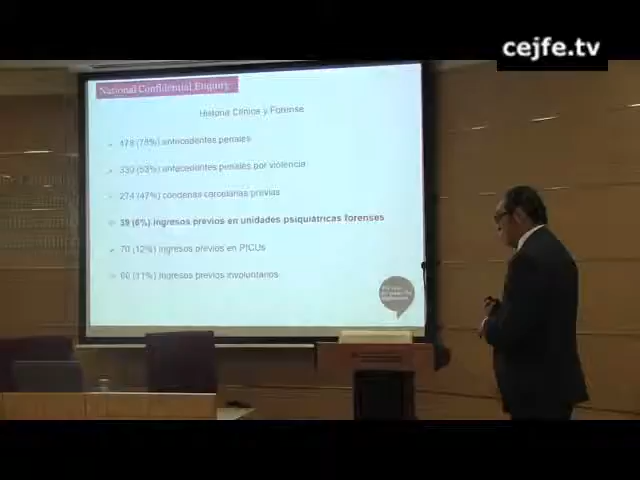 cejfe.tv
National Confidential Enquiry
Historia Clínica y Forense
478 (78%) antecedentes penales
330 (53%) antecedentes penales por violencia
274 (47%) condenas carcelarias previas
39 (6%) Ingresos previos en unidades psiquiátricas forenses
70 (12%) ingresos previos en PICUs
60 (11%) ingresos previos involuntarios